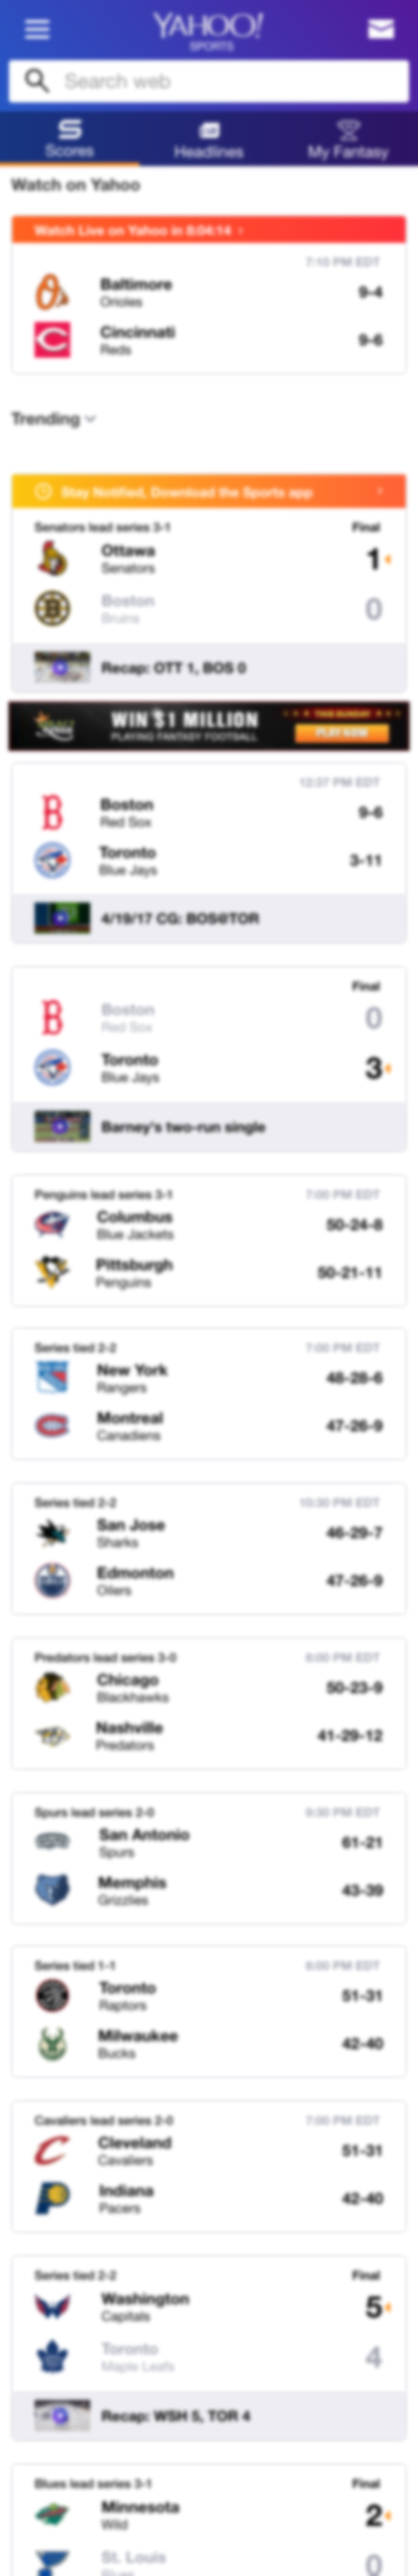 YAHOO!
SPORTS
Search web
Scores
Headlines
My Fantasy
Watch on Yahoo
Watch Live on Yahoo in 8:04:14
7:10 PM EDT
Baltimore
9-4
Orioles
Cincinnati
9-6
Reds
Trending
Stay Notified, Download the Sports app
Senators lead series 3-1
Final
Ottawa
1
Senators
Boston
0
Bruins
Recap: OTT 1, BOS 0
WIN $1 MILLION
PLAYING FANTASY FOOTBALL
THIS SUNDAY
PLAY NOW
12:37 PM EDT
Boston
9-6
Red Sox
Toronto
3-11
Blue Jays
4/19/17 CG: BOS@TOR
Final
Boston
0
Red Sox
Toronto
3
Blue Jays
Barney's two-run single
Penguins lead series 3-1
7:00 PM EDT
Columbus
50-24-8
Blue Jackets
Pittsburgh
50-21-11
Penguins
Series tied 2-2
7:00 PM EDT
New York
48-28-6
Rangers
Montreal
47-26-9
Canadiens
Series tied 2-2
10:30 PM EDT
San Jose
46-29-7
Sharks
Edmonton
47-26-9
Oilers
Predators lead series 3-0
8:00 PM EDT
Chicago
50-23-9
Blackhawks
Nashville
41-29-12
Predators
Spurs lead series 2-0
9:30 PM EDT
San Antonio
61-21
Spurs
Memphis
43-39
Grizzlies
Series tied 1-1
8:00 PM EDT
Toronto
51-31
Raptors
Milwaukee
42-40
Bucks
Cavaliers lead series 2-0
7:00 PM EDT
Cleveland
51-31
Cavaliers
Indiana
42-40
Pacers
Series tied 2-2
Final
Washington
5
Capitals
Toronto
4
Maple Leafs
Recap: WSH 5, TOR 4
Blues lead series 3-1
Final
Minnesota
2
Wild
St. Louis
0